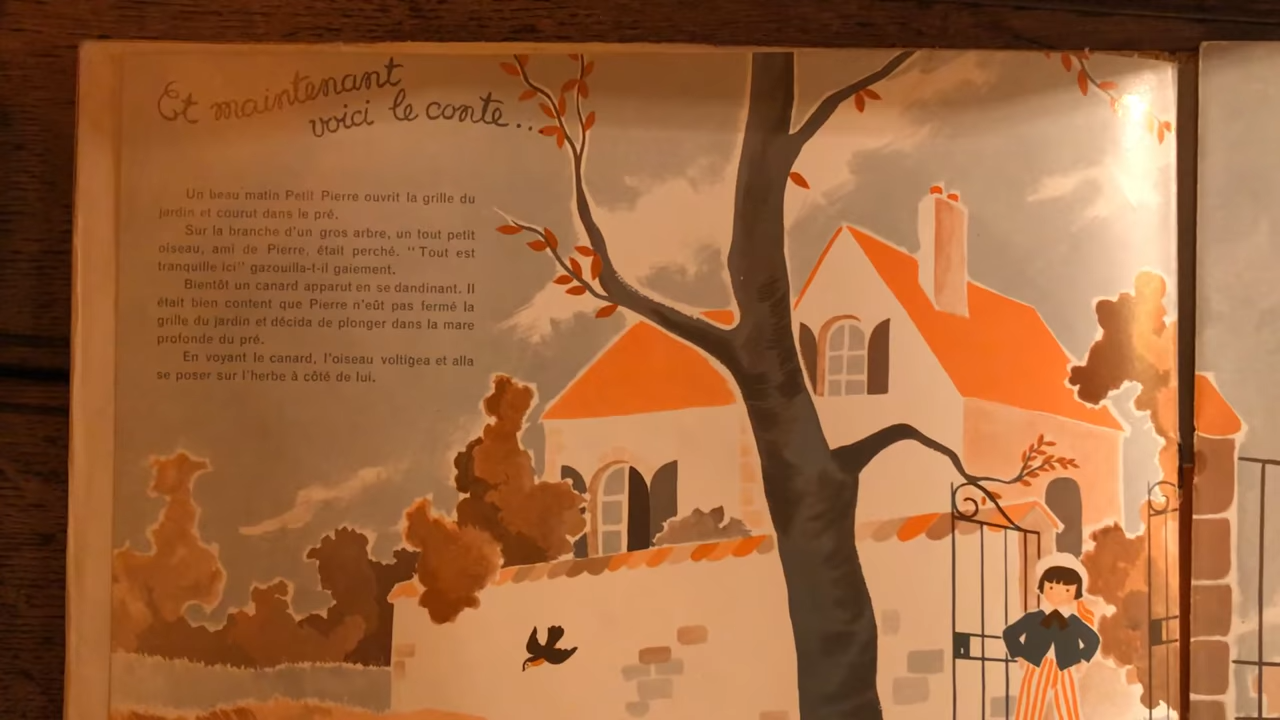 Et maintenant
voici le conte...
Un beau matin Petit Pierre ouvrit la grille du
jardin et courut dans le pré.
Sur la branche d'un gros arbre, un tout petit
oiseau, ami de Pierre, était perché. "Tout est
tranquille ici" gazouilla-t-il gaiement.
Bientôt un canard apparut en se dandinant. Il
était bien content que Pierre n'eût pas fermé la
grille du jardin et décida de plonger dans la mare
profonde du pré.
En voyant le canard, l'oiseau voltigea et alla
se poser sur l'herbe à côté de lui.